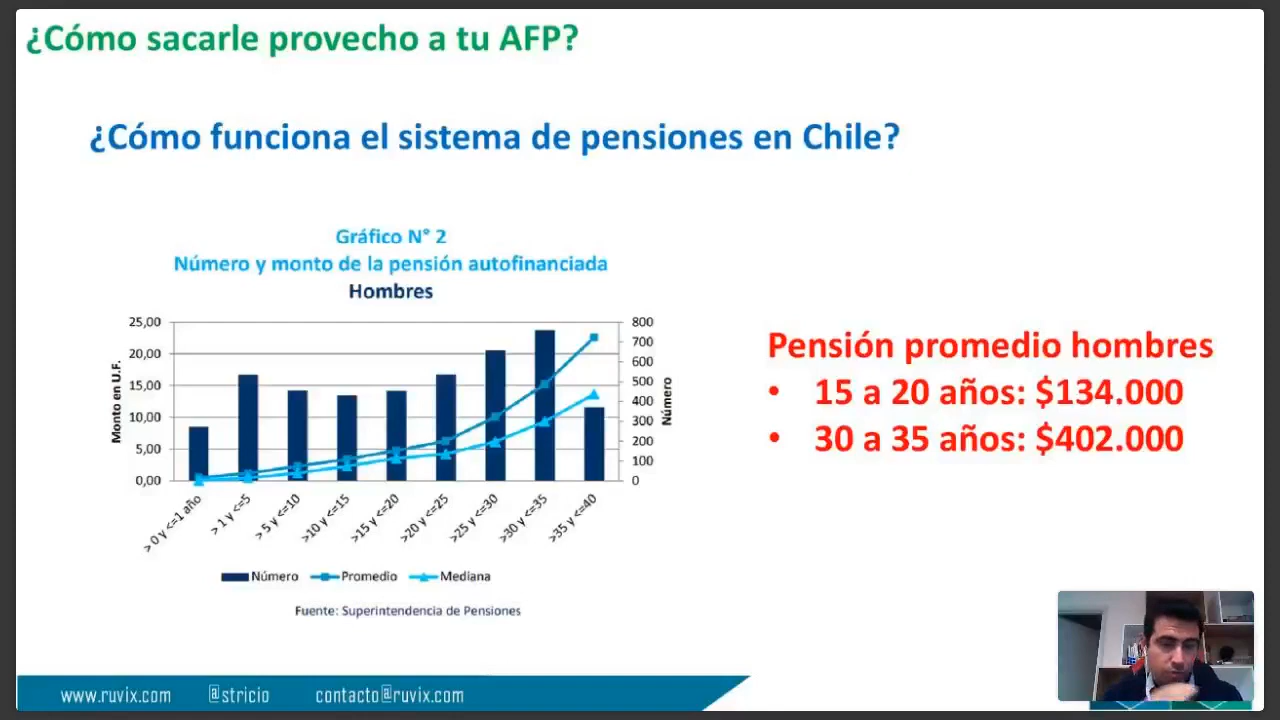 ¿Cómo sacarle provecho a tu AFP?
¿Cómo funciona el sistema de pensiones en Chile?
Gráfico N° 2
Número y monto de la pensión autofinanciada
Hombres
Monto en U.F.
25,00
20,00
15,00
10,00
5,00
0,00
800
700
600
500
400
300
200
100
0
Número
> 0 y <=1 año
> 1 y <=5
> 5 y <=10
>10 y <=15
>15 y <=20
>20 y <=25
>25 y <=30
>30 y <=35
>35 y <=40
Número Promedio Mediana
Fuente: Superintendencia de Pensiones
Pensión promedio hombres
• 15 a 20 años: $134.000
• 30 a 35 años: $402.000
www.ruvix.com @stricio contacto@ruvix.com